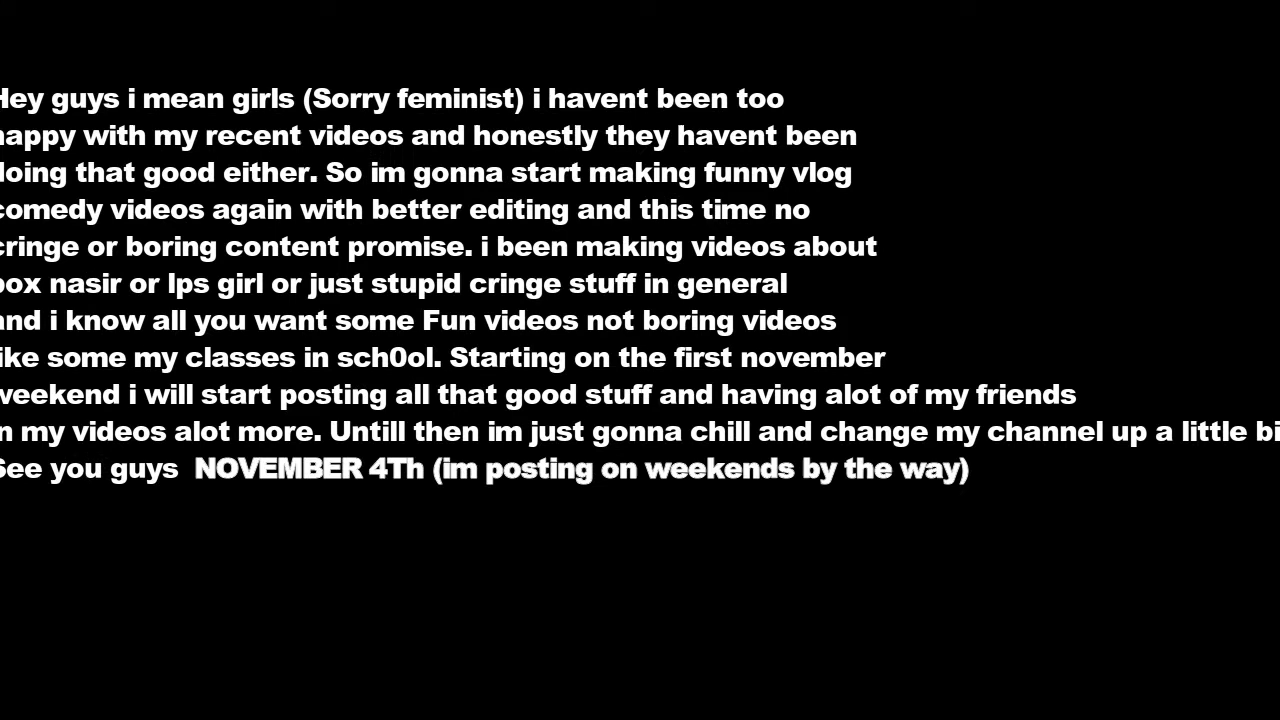 Hey guys i mean girls (Sorry feminist) i havent been too
happy with my recent videos and honestly they havent been
doing that good either. So im gonna start making funny vlog
comedy videos again with better editing and this time no
cringe or boring content promise. i been making videos about
box nasir or lps girl or just stupid cringe stuff in general
and i know all you want some Fun videos not boring videos
like some my classes in sch0ol. Starting on the first november
weekend i will start posting all that good stuff and having alot of my friends
in my videos alot more. Untill then im just gonna chill and change my channel up a little bi
See you guys NOVEMBER 4Th (im posting on weekends by the way)